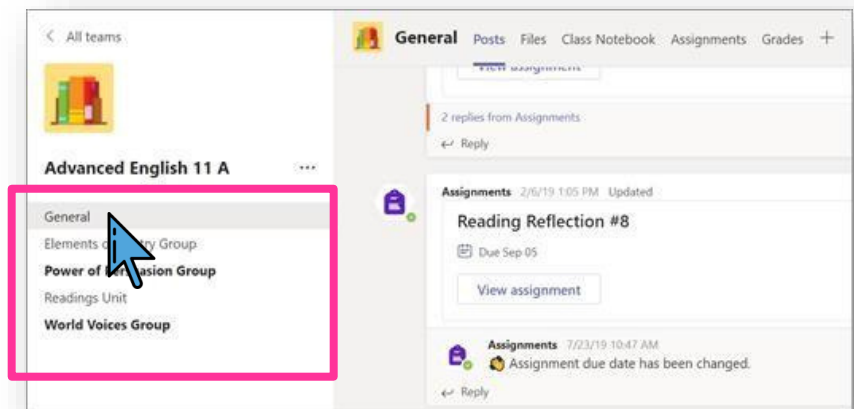 All teams
Advanced English 11 A
General
Elements
Group
Power of
Group
Readings Unit
World Voices Group
General Posts Files Class Notebook Assignments Grades
View assignment
2 replies from Assignments
Reply
Assignments 2/6/19 1:05 PM Updated
Reading Reflection #8
Due Sep 05
View assignment
Assignments 7/23/19 10:47 AM
Assignment due date has been changed.
Reply